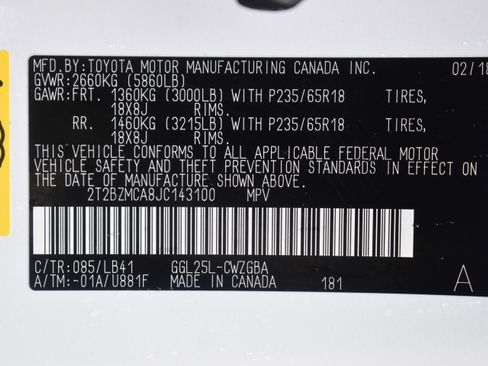 MFD.BY:TOYOTA MOTOR MANUFACTURING CANADA INC. 02/18
GVWR:2660KG (5860LB)
GAWR:FRT. 1360KG (3000LB) WITH P235/65R18 TIRES,
18X8J RIMS.
RR. 1460KG (3215LB) WITH P235/65R18 TIRES,
18X8J RIMS.
THIS VEHICLE CONFORMS TO ALL APPLICABLE FEDERAL MOTOR
VEHICLE SAFETY AND THEFT PREVENTION STANDARDS IN EFFECT ON
THE DATE OF MANUFACTURE SHOWN ABOVE.
2T2BZMCA8JC143100 MPV
C/TR:085/LB41 GGL25L-CWZGBA
A/TM:-01A/U881F MADE IN CANADA 181 A